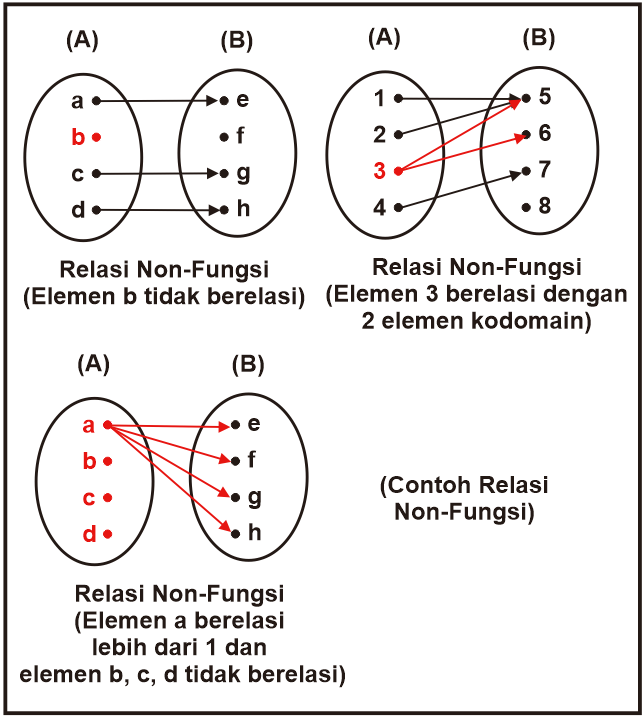 (A) (B)
a e
b f
c g
d h
Relasi Non-Fungsi
(Elemen b tidak berelasi)
(A) (B)
1 5
2 6
3 7
4 8
Relasi Non-Fungsi
(Elemen 3 berelasi dengan
2 elemen kodomain)
(A) (B)
a e
b f
c g
d h
Relasi Non-Fungsi
(Elemen a berelasi
lebih dari 1 dan
elemen b, c, d tidak berelasi)
(Contoh Relasi
Non-Fungsi)